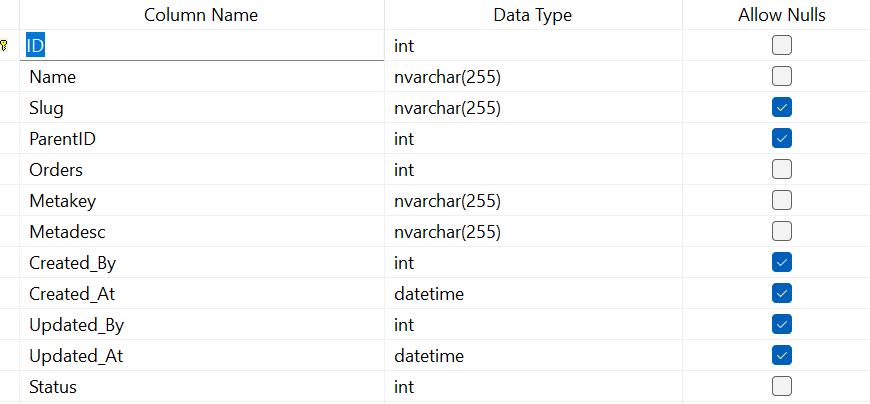 Column Name Data Type Allow Nulls
ID int
Name nvarchar(255)
Slug nvarchar(255)
ParentID int
Orders int
Metakey nvarchar(255)
Metadesc nvarchar(255)
Created_By int
Created_At datetime
Updated_By int
Updated_At datetime
Status int